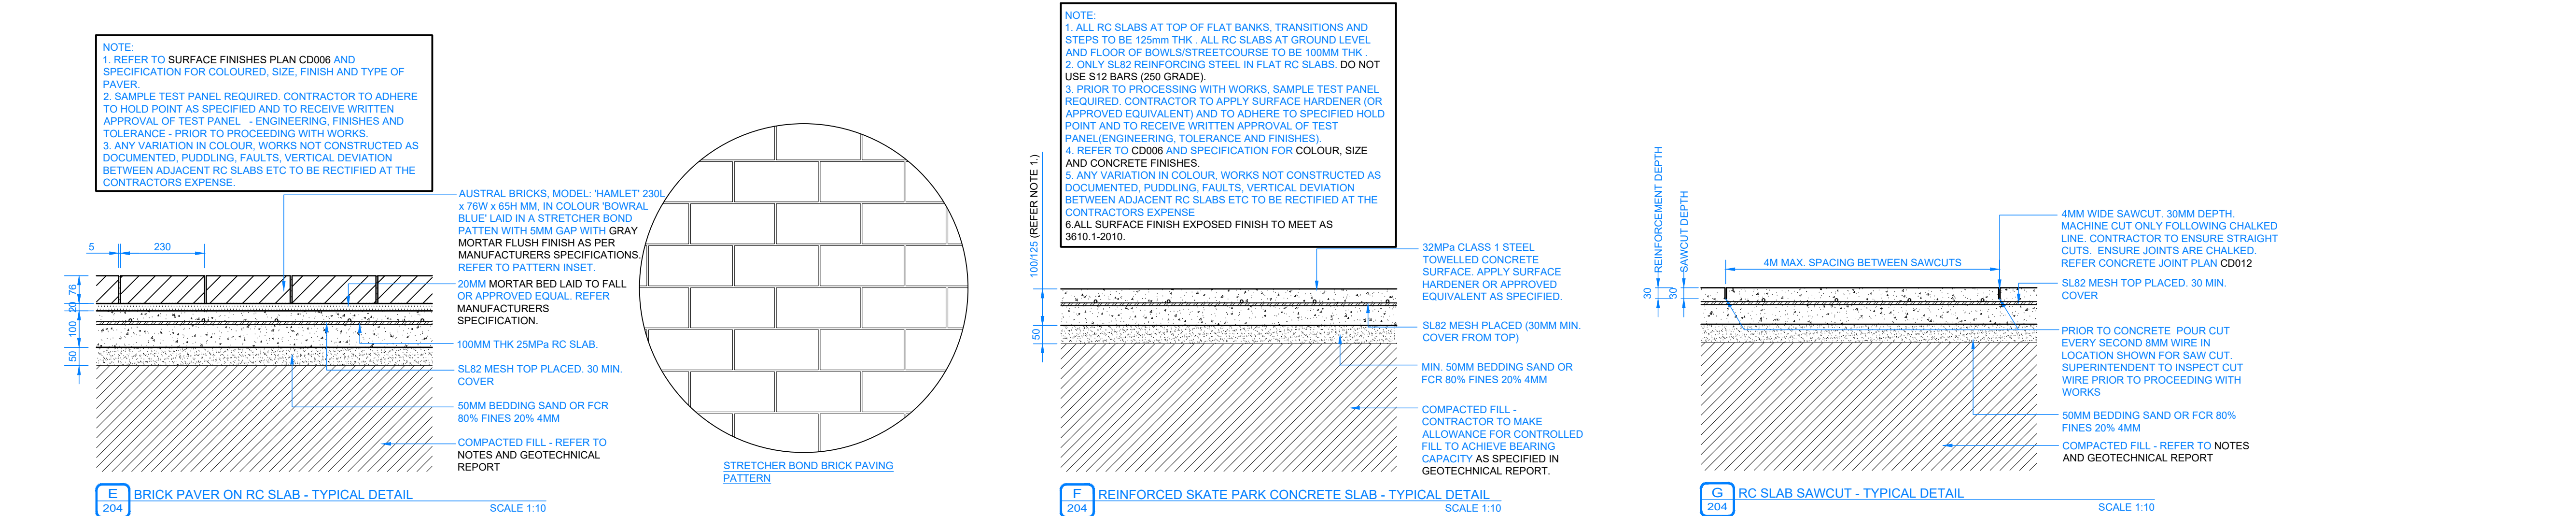 NOTE:
1. REFER TO SURFACE FINISHES PLAN CD006 AND
SPECIFICATION FOR COLOURED, SIZE, FINISH AND TYPE OF
PAVER.
2. SAMPLE TEST PANEL REQUIRED. CONTRACTOR TO ADHERE
TO HOLD POINT AS SPECIFIED AND TO RECEIVE WRITTEN
APPROVAL OF TEST PANEL - ENGINEERING, FINISHES AND
TOLERANCE - PRIOR TO PROCEEDING WITH WORKS.
3. ANY VARIATION IN COLOUR, WORKS NOT CONSTRUCTED AS
DOCUMENTED, PUDDLING, FAULTS, VERTICAL DEVIATION
BETWEEN ADJACENT RC SLABS ETC TO BE RECTIFIED AT THE
CONTRACTORS EXPENSE.
AUSTRAL BRICKS, MODEL: 'HAMLET' 230L
x 76W x 65H MM, IN COLOUR 'BOWRAL
BLUE' LAID IN A STRETCHER BOND
PATTEN WITH 5MM GAP WITH GRAY
MORTAR FLUSH FINISH AS PER
MANUFACTURERS SPECIFICATIONS.
REFER TO PATTERN INSET.
5
230
76
20
100
50
20MM MORTAR BED LAID TO FALL
OR APPROVED EQUAL. REFER
MANUFACTURERS
SPECIFICATION.
100MM THK 25MPa RC SLAB.
SL82 MESH TOP PLACED. 30 MIN.
COVER
50MM BEDDING SAND OR FCR
80% FINES 20% 4MM
COMPACTED FILL - REFER TO
NOTES AND GEOTECHNICAL
REPORT
STRETCHER BOND BRICK PAVING
PATTERN
E
204
BRICK PAVER ON RC SLAB - TYPICAL DETAIL
SCALE 1:10
NOTE:
1. ALL RC SLABS AT TOP OF FLAT BANKS, TRANSITIONS AND
STEPS TO BE 125mm THK . ALL RC SLABS AT GROUND LEVEL
AND FLOOR OF BOWLS/STREETCOURSE TO BE 100MM THK .
2. ONLY SL82 REINFORCING STEEL IN FLAT RC SLABS. DO NOT
USE S12 BARS (250 GRADE).
3. PRIOR TO PROCESSING WITH WORKS, SAMPLE TEST PANEL
REQUIRED. CONTRACTOR TO APPLY SURFACE HARDENER (OR
APPROVED EQUIVALENT) AND TO ADHERE TO SPECIFIED HOLD
POINT AND TO RECEIVE WRITTEN APPROVAL OF TEST
PANEL(ENGINEERING, TOLERANCE AND FINISHES).
4. REFER TO CD006 AND SPECIFICATION FOR COLOUR, SIZE
AND CONCRETE FINISHES.
5. ANY VARIATION IN COLOUR, WORKS NOT CONSTRUCTED AS
DOCUMENTED, PUDDLING, FAULTS, VERTICAL DEVIATION
BETWEEN ADJACENT RC SLABS ETC TO BE RECTIFIED AT THE
CONTRACTORS EXPENSE
6.ALL SURFACE FINISH EXPOSED FINISH TO MEET AS
3610.1-2010.
100/125 (REFER NOTE 1.)
50
32MPa CLASS 1 STEEL
TOWELLED CONCRETE
SURFACE. APPLY SURFACE
HARDENER OR APPROVED
EQUIVALENT AS SPECIFIED.
SL82 MESH PLACED (30MM MIN.
COVER FROM TOP)
MIN. 50MM BEDDING SAND OR
FCR 80% FINES 20% 4MM
COMPACTED FILL -
CONTRACTOR TO MAKE
ALLOWANCE FOR CONTROLLED
FILL TO ACHIEVE BEARING
CAPACITY AS SPECIFIED IN
GEOTECHNICAL REPORT.
F
204
REINFORCED SKATE PARK CONCRETE SLAB - TYPICAL DETAIL
SCALE 1:10
REINFORCEMENT DEPTH
SAWCUT DEPTH
30
30
4M MAX. SPACING BETWEEN SAWCUTS
4MM WIDE SAWCUT. 30MM DEPTH.
MACHINE CUT ONLY FOLLOWING CHALKED
LINE. CONTRACTOR TO ENSURE STRAIGHT
CUTS. ENSURE JOINTS ARE CHALKED.
REFER CONCRETE JOINT PLAN CD012
SL82 MESH TOP PLACED. 30 MIN.
COVER
PRIOR TO CONCRETE POUR CUT
EVERY SECOND 8MM WIRE IN
LOCATION SHOWN FOR SAW CUT.
SUPERINTENDENT TO INSPECT CUT
WIRE PRIOR TO PROCEEDING WITH
WORKS
50MM BEDDING SAND OR FCR 80%
FINES 20% 4MM
COMPACTED FILL - REFER TO NOTES
AND GEOTECHNICAL REPORT
G
204
RC SLAB SAWCUT - TYPICAL DETAIL
SCALE 1:10